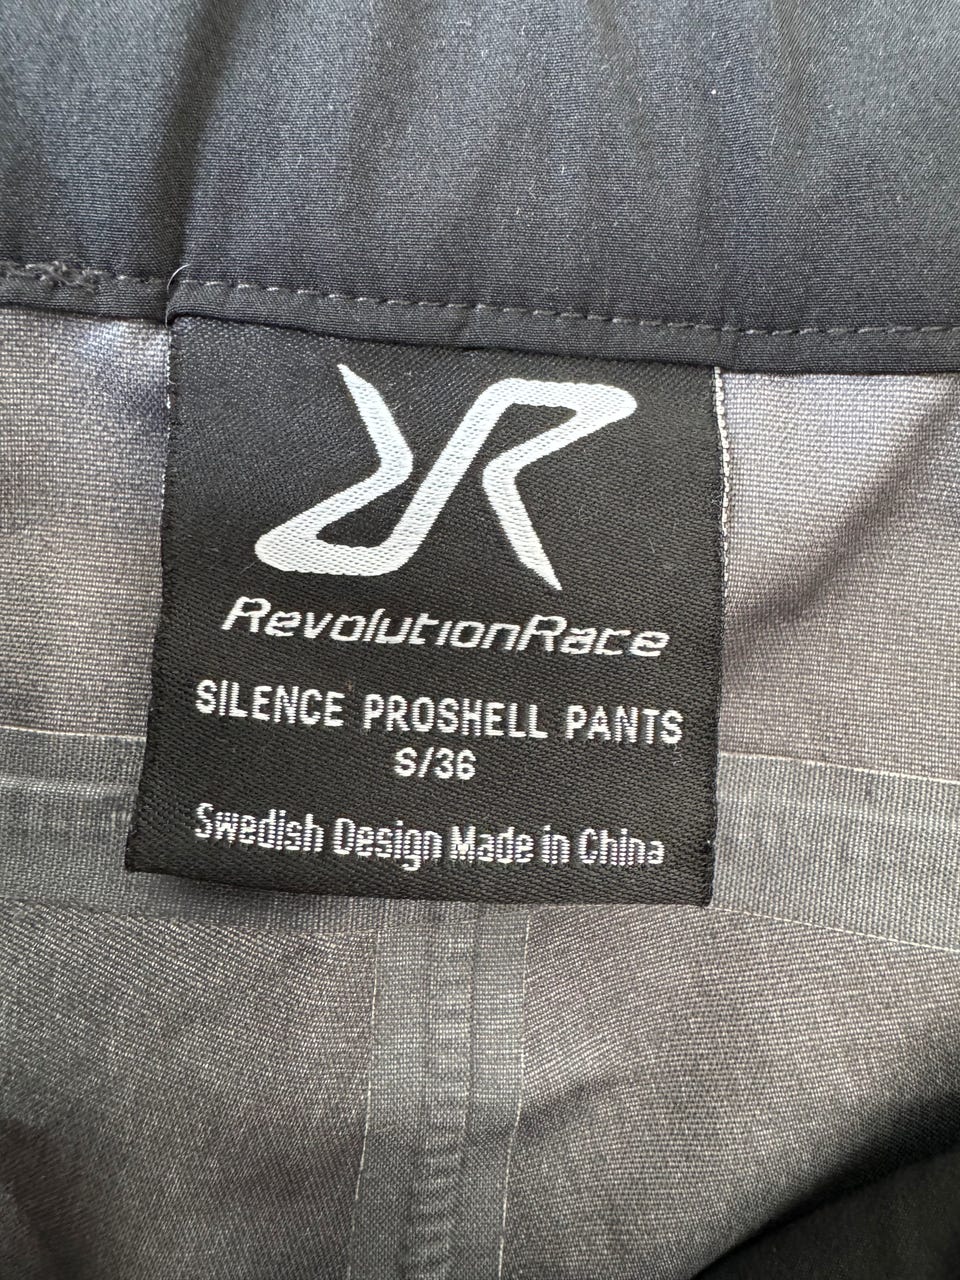 RevolutionRace
SILENCE PROSHELL PANTS
S/36
Swedish Design Made in China